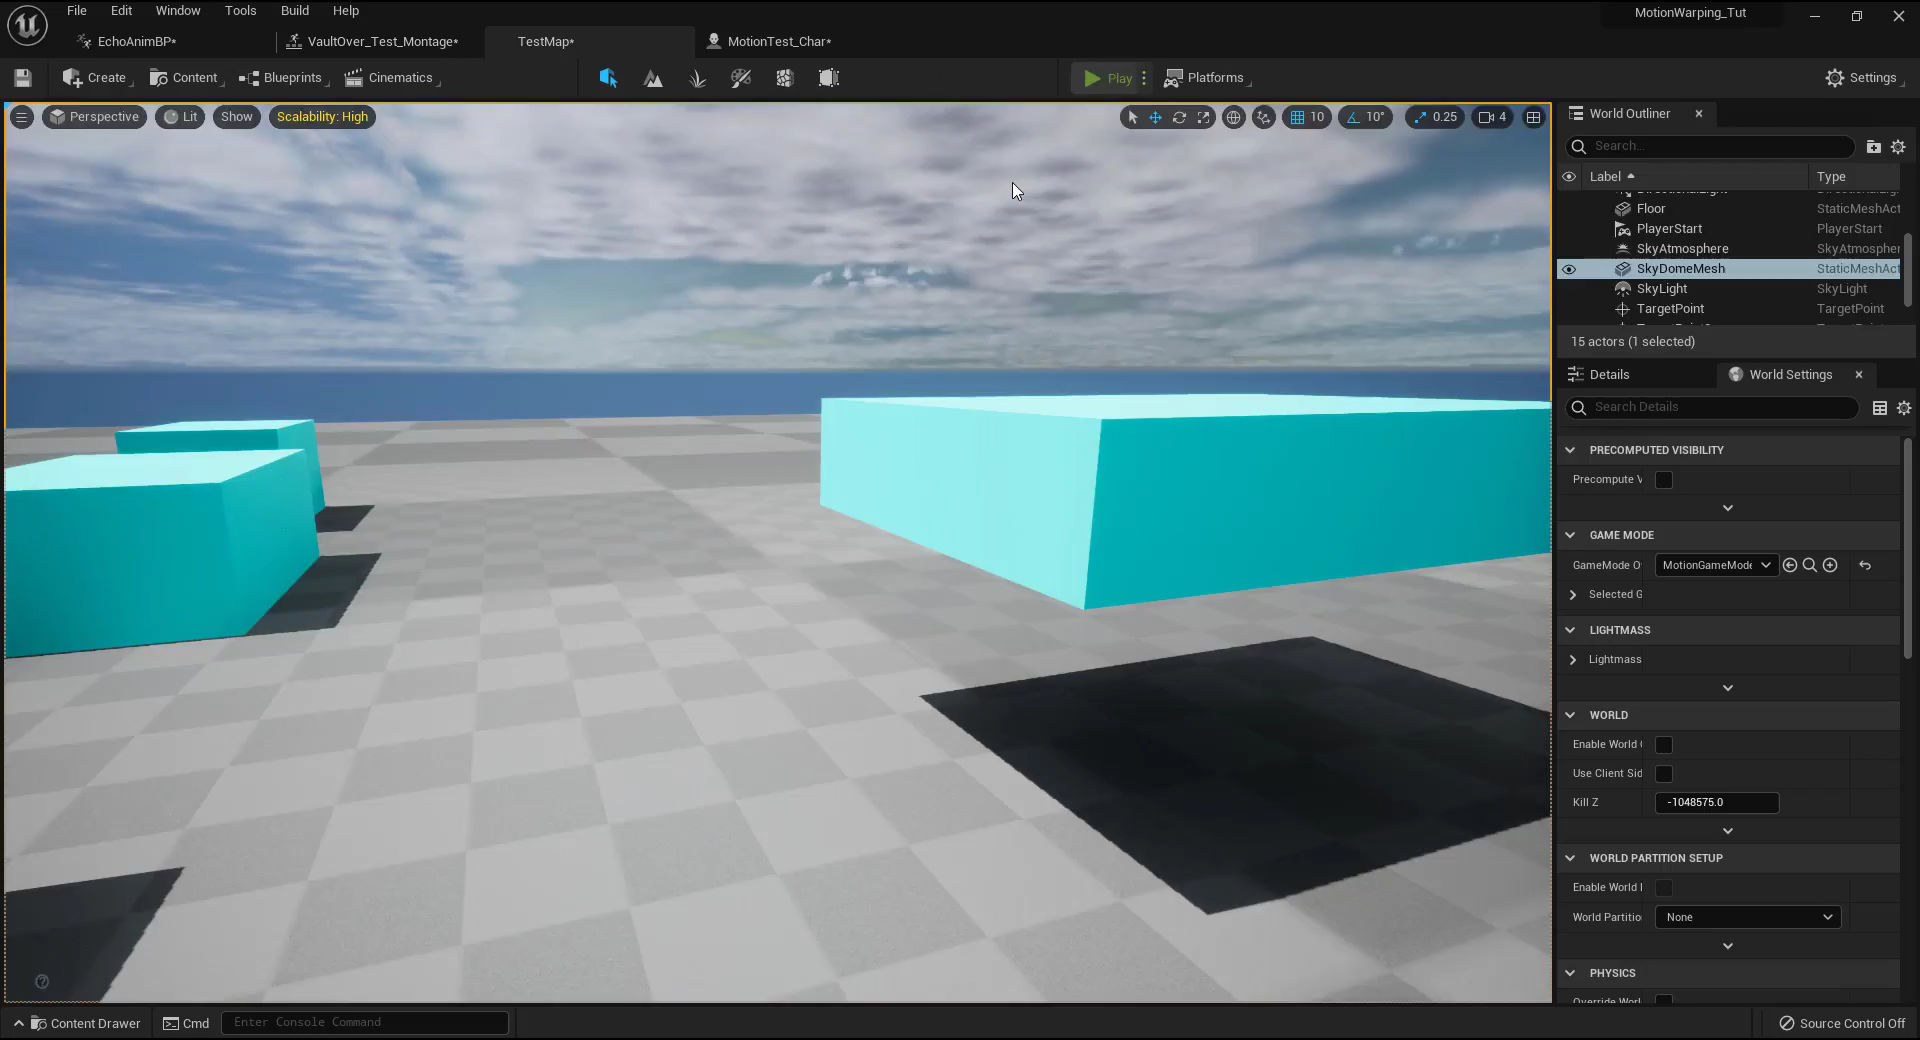 File Edit Window Tools Build Help
MotionWarping_Tut
EchoAnimBP*
VaultOver_Test_Montage*
TestMap*
MotionTest_Char*
Create
Content
Blueprints
Cinematics
Play
Platforms
Settings
Perspective
Lit
Show
Scalability: High
10
10°
0.25
4
World Outliner
Search...
Label
Type
Floor StaticMeshAct
PlayerStart PlayerStart
SkyAtmosphere SkyAtmospher
SkyDomeMesh StaticMeshAct
SkyLight SkyLight
TargetPoint TargetPoint
15 actors (1 selected)
Details
World Settings
Search Details
PRECOMPUTED VISIBILITY
Precompute V
GAME MODE
GameMode O
MotionGameMode
Selected G
LIGHTMASS
Lightmass
WORLD
Enable World
Use Client Sid
Kill Z
-1048575.0
WORLD PARTITION SETUP
Enable World
World Partitio
None
PHYSICS
Content Drawer
Cmd
Enter Console Command
Source Control Off